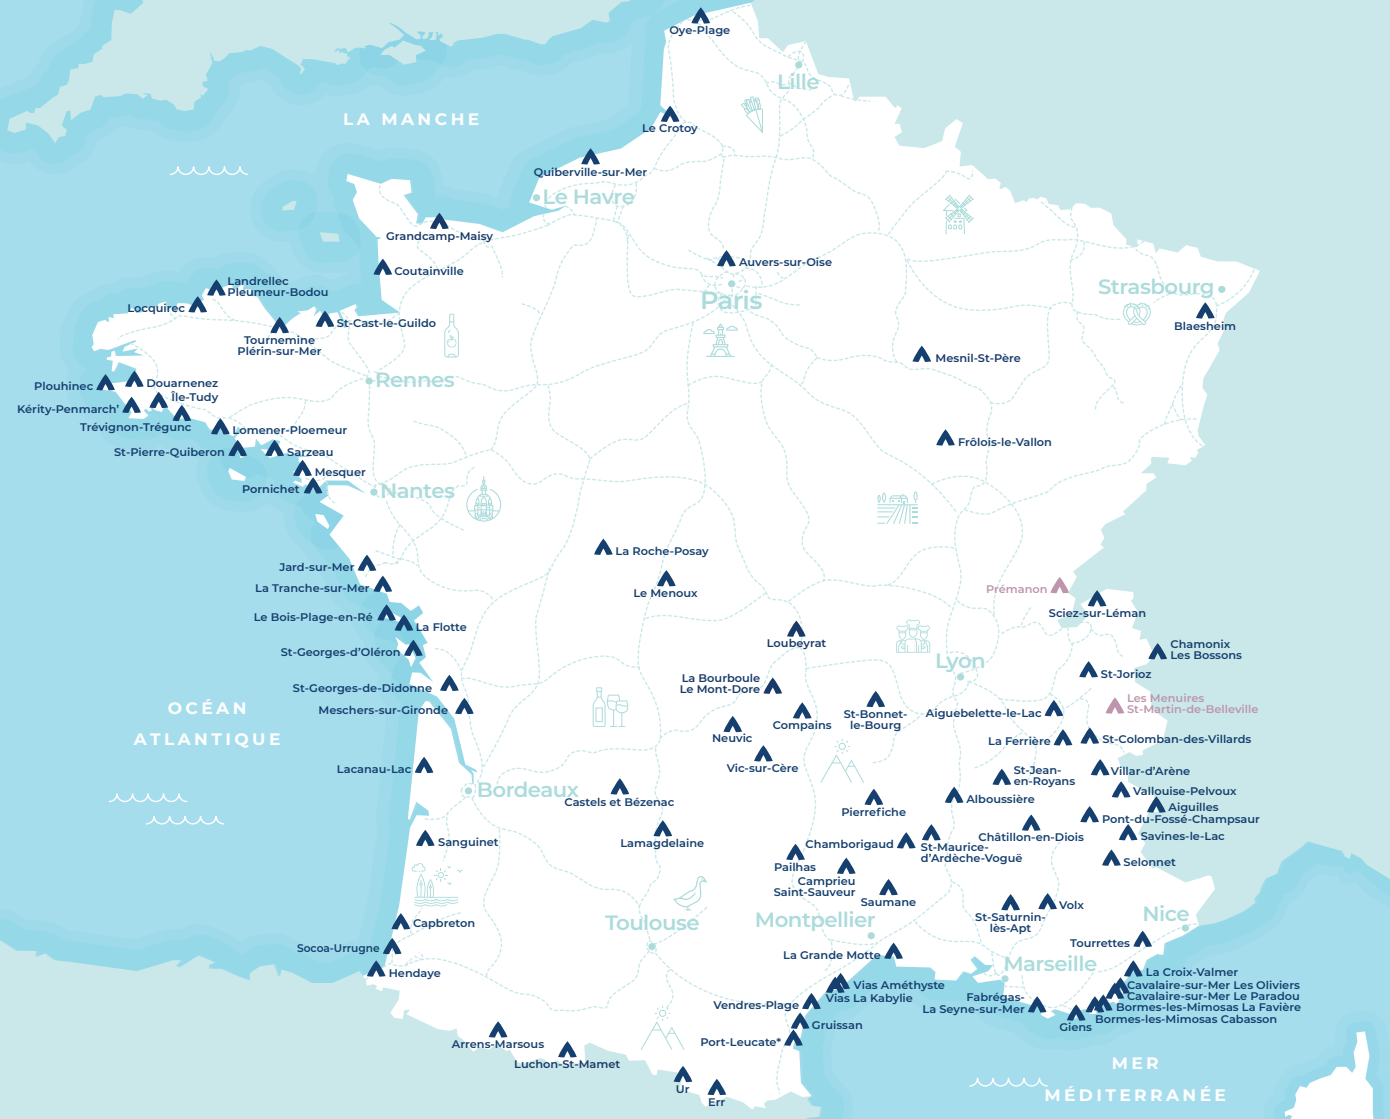 Oye-Plage
Lille
LA MANCHE
Le Crotoy
Quiberville-sur-Mer
Le Havre
Grandcamp-Maisy
Coutainville
Auvers-sur-Oise
Landrellec
Pleumeur-Bodou
Locquirec
Paris
Strasbourg
St-Cast-le-Guildo
Blaesheim
Tournemine
Plérin-sur-Mer
Mesnil-St-Père
Rennes
Plouhinec
Douarnenez
Île-Tudy
Kérity-Penmarch'
Trévignon-Trégunc
Lomener-Ploemeur
Frôlois-le-Vallon
St-Pierre-Quiberon
Sarzeau
Mesquer
Pornichet
Nantes
La Roche-Posay
Jard-sur-Mer
La Tranche-sur-Mer
Le Menoux
Prémanon
Le Bois-Plage-en-Ré
La Flotte
Sciez-sur-Léman
Loubeyrat
St-Georges-d'Oléron
Chamonix
Les Bossons
Lyon
St-Jorioz
La Bourboule
Le Mont-Dore
St-Georges-de-Didonne
Les Menuires
St-Martin-de-Belleville
Meschers-sur-Gironde
OCÉAN
ATLANTIQUE
Compains
St-Bonnet-
le-Bourg
Aiguebelette-le-Lac
Neuvic
La Ferrière
St-Colomban-des-Villards
Lacanau-Lac
Vic-sur-Cère
St-Jean-
en-Royans
Villar-d'Arène
Bordeaux
Castels et Bézenac
Vallouise-Pelvoux
Alboussière
Pierrefiche
Aiguilles
Pont-du-Fossé-Champsaur
Sanguinet
Lamagdelaine
Chamborigaud
St-Maurice-
d'Ardèche-Voguë
Châtillon-en-Diois
Savines-le-Lac
Pailhas
Selonnet
Camprieu
Saint-Sauveur
Saumane
Volx
St-Saturnin-
lès-Apt
Capbreton
Toulouse
Montpellier
Nice
Socoa-Urrugne
Tourrettes
La Grande Motte
Marseille
Hendaye
La Croix-Valmer
Vias Améthyste
Vias La Kabylie
Cavalaire-sur-Mer Les Oliviers
Cavalaire-sur-Mer Le Paradou
Vendres-Plage
Fabrégas-
La Seyne-sur-Mer
Bormes-les-Mimosas La Favière
Bormes-les-Mimosas Cabasson
Giens
Gruissan
Arrens-Marsous
Port-Leucate*
Luchon-St-Mamet
Ur
Err
MER
MÉDITERRANÉE